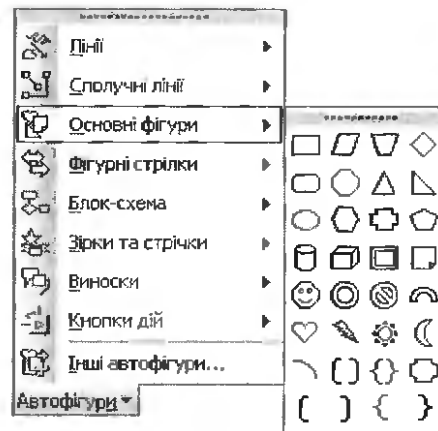 Лінії
Сполучні лінії
Основні фігури
Фігурні стрілки
Блок-схема
Зірки та стрічки
Виноски
Кнопки дій
Інші автофігури...
Автофігури